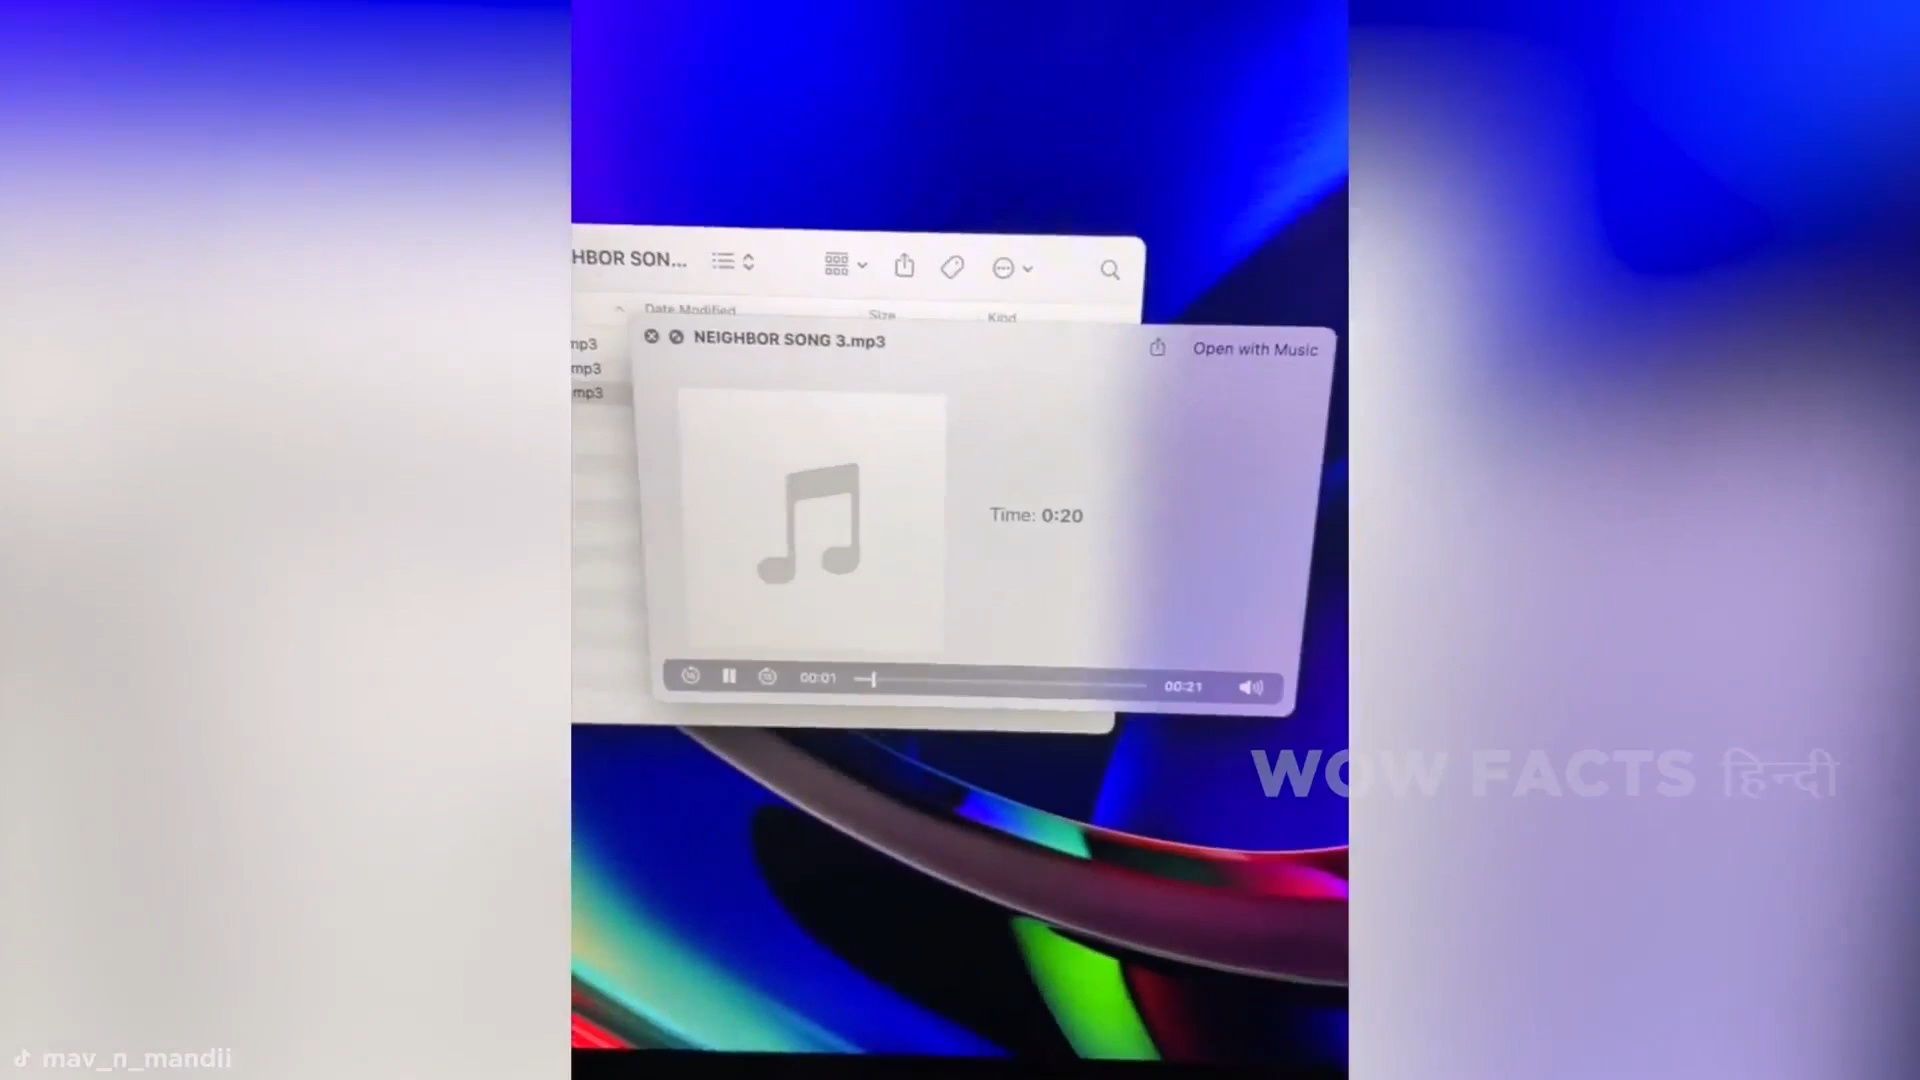 HBOR SON...
Date Modified
Size
Kind
mp3
mp3
mp3
NEIGHBOR SONG 3.mp3
Open with Music
Time: 0:20
00:01
00:21
WOW FACTS हिन्दी
mav_n_mandii